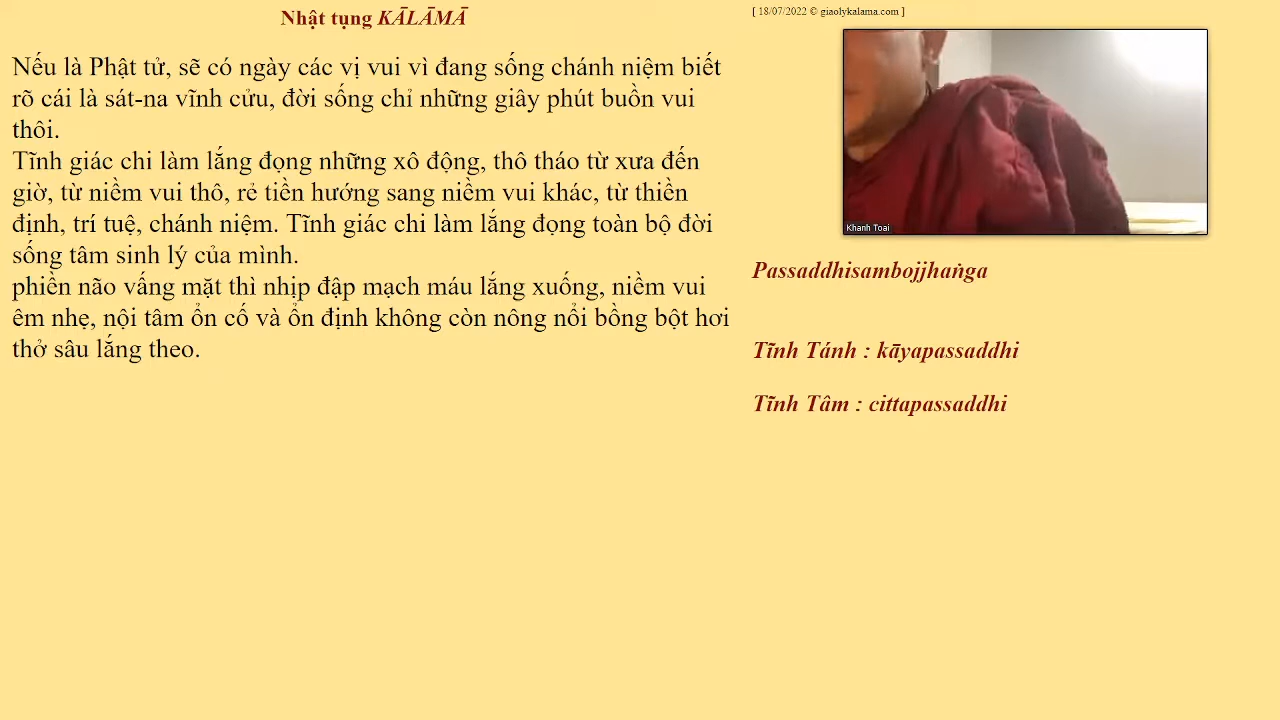 Nhật tụng KĀLĀMĀ
Nếu là Phật tử, sẽ có ngày các vị vui vì đang sống chánh niệm biết
rõ cái là sát-na vĩnh cửu, đời sống chỉ những giây phút buồn vui
thôi.
Tĩnh giác chi làm lắng đọng những xô động, thô tháo từ xưa đến
giờ, từ niềm vui thô, rẻ tiền hướng sang niềm vui khác, từ thiền
định, trí tuệ, chánh niệm. Tĩnh giác chi làm lắng đọng toàn bộ đời
sống tâm sinh lý của mình.
phiền não vấng mặt thì nhịp đập mạch máu lắng xuống, niềm vui
êm nhẹ, nội tâm ổn cố và ổn định không còn nông nổi bồng bột hơi
thở sâu lắng theo.
[ 18/07/2022 © giaolykalama.com ]
Khanh Toai
Passaddhisambojjhaṅga
Tĩnh Tánh : kāyapassaddhi
Tĩnh Tâm : cittapassaddhi